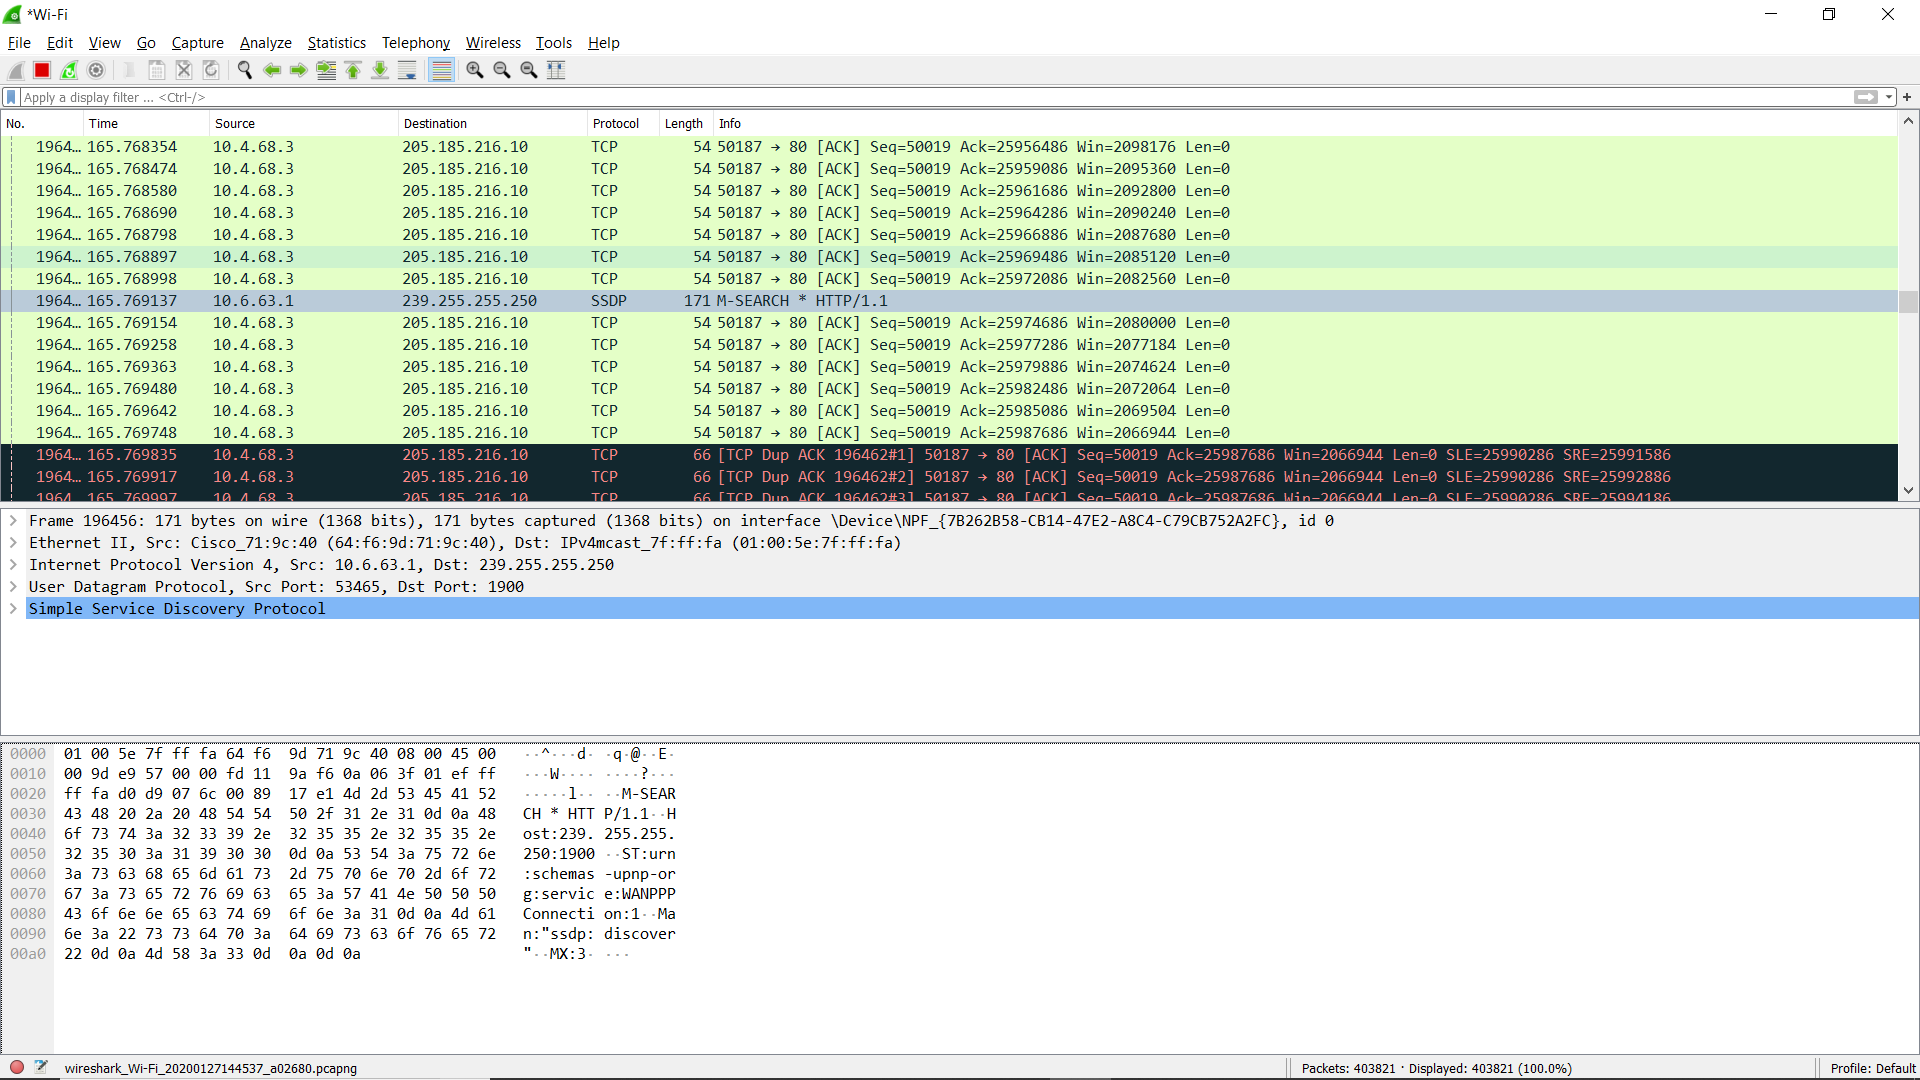 *Wi-Fi
File Edit View Go Capture Analyze Statistics Telephony Wireless Tools Help
Apply a display filter ... <Ctrl-/>
No. Time Source Destination Protocol Length Info
1964… 165.768354 10.4.68.3 205.185.216.10 TCP 54 50187 → 80 [ACK] Seq=50019 Ack=25956486 Win=2098176 Len=0
1964… 165.768474 10.4.68.3 205.185.216.10 TCP 54 50187 → 80 [ACK] Seq=50019 Ack=25959086 Win=2095360 Len=0
1964… 165.768580 10.4.68.3 205.185.216.10 TCP 54 50187 → 80 [ACK] Seq=50019 Ack=25961686 Win=2092800 Len=0
1964… 165.768690 10.4.68.3 205.185.216.10 TCP 54 50187 → 80 [ACK] Seq=50019 Ack=25964286 Win=2090240 Len=0
1964… 165.768798 10.4.68.3 205.185.216.10 TCP 54 50187 → 80 [ACK] Seq=50019 Ack=25966886 Win=2087680 Len=0
1964… 165.768897 10.4.68.3 205.185.216.10 TCP 54 50187 → 80 [ACK] Seq=50019 Ack=25969486 Win=2085120 Len=0
1964… 165.768998 10.4.68.3 205.185.216.10 TCP 54 50187 → 80 [ACK] Seq=50019 Ack=25972086 Win=2082560 Len=0
1964… 165.769137 10.6.63.1 239.255.255.250 SSDP 171 M-SEARCH * HTTP/1.1
1964… 165.769154 10.4.68.3 205.185.216.10 TCP 54 50187 → 80 [ACK] Seq=50019 Ack=25974686 Win=2080000 Len=0
1964… 165.769258 10.4.68.3 205.185.216.10 TCP 54 50187 → 80 [ACK] Seq=50019 Ack=25977286 Win=2077184 Len=0
1964… 165.769363 10.4.68.3 205.185.216.10 TCP 54 50187 → 80 [ACK] Seq=50019 Ack=25979886 Win=2074624 Len=0
1964… 165.769480 10.4.68.3 205.185.216.10 TCP 54 50187 → 80 [ACK] Seq=50019 Ack=25982486 Win=2072064 Len=0
1964… 165.769642 10.4.68.3 205.185.216.10 TCP 54 50187 → 80 [ACK] Seq=50019 Ack=25985086 Win=2069504 Len=0
1964… 165.769748 10.4.68.3 205.185.216.10 TCP 54 50187 → 80 [ACK] Seq=50019 Ack=25987686 Win=2066944 Len=0
1964… 165.769835 10.4.68.3 205.185.216.10 TCP 66 [TCP Dup ACK 196462#1] 50187 → 80 [ACK] Seq=50019 Ack=25987686 Win=2066944 Len=0 SLE=25990286 SRE=25991586
1964… 165.769917 10.4.68.3 205.185.216.10 TCP 66 [TCP Dup ACK 196462#2] 50187 → 80 [ACK] Seq=50019 Ack=25987686 Win=2066944 Len=0 SLE=25990286 SRE=25992886
1964… 165.769997 10.4.68.3 205.185.216.10 TCP 66 [TCP Dup ACK 196462#3] 50187 → 80 [ACK] Seq=50019 Ack=25987686 Win=2066944 Len=0 SLE=25990286 SRE=25994186
Frame 196456: 171 bytes on wire (1368 bits), 171 bytes captured (1368 bits) on interface \Device\NPF_{7B262B58-CB14-47E2-A8C4-C79CB752A2FC}, id 0
Ethernet II, Src: Cisco_71:9c:40 (64:f6:9d:71:9c:40), Dst: IPv4mcast_7f:ff:fa (01:00:5e:7f:ff:fa)
Internet Protocol Version 4, Src: 10.6.63.1, Dst: 239.255.255.250
User Datagram Protocol, Src Port: 53465, Dst Port: 1900
Simple Service Discovery Protocol
0000 01 00 5e 7f ff fa 64 f6 9d 71 9c 40 08 00 45 00 ··^···d· ·q·@··E·
0010 00 9d e9 57 00 00 fd 11 9a f6 0a 06 3f 01 ef ff ···W···· ····?···
0020 ff fa d0 d9 07 6c 00 89 17 e1 4d 2d 53 45 41 52 ·····l·· ··M-SEAR
0030 43 48 20 2a 20 48 54 54 50 2f 31 2e 31 0d 0a 48 CH * HTT P/1.1··H
0040 6f 73 74 3a 32 33 39 2e 32 35 35 2e 32 35 35 2e ost:239. 255.255.
0050 32 35 30 3a 31 39 30 30 0d 0a 53 54 3a 75 72 6e 250:1900 ··ST:urn
0060 3a 73 63 68 65 6d 61 73 2d 75 70 6e 70 2d 6f 72 :schemas -upnp-or
0070 67 3a 73 65 72 76 69 63 65 3a 57 41 4e 50 50 50 g:servic e:WANPPP
0080 43 6f 6e 6e 65 63 74 69 6f 6e 3a 31 0d 0a 4d 61 Connecti on:1··Ma
0090 6e 3a 22 73 73 64 70 3a 64 69 73 63 6f 76 65 72 n:"ssdp: discover
00a0 22 0d 0a 4d 58 3a 33 0d 0a 0d 0a "··MX:3· ···
wireshark_Wi-Fi_20200127144537_a02680.pcapng Packets: 403821 · Displayed: 403821 (100.0%) Profile: Default